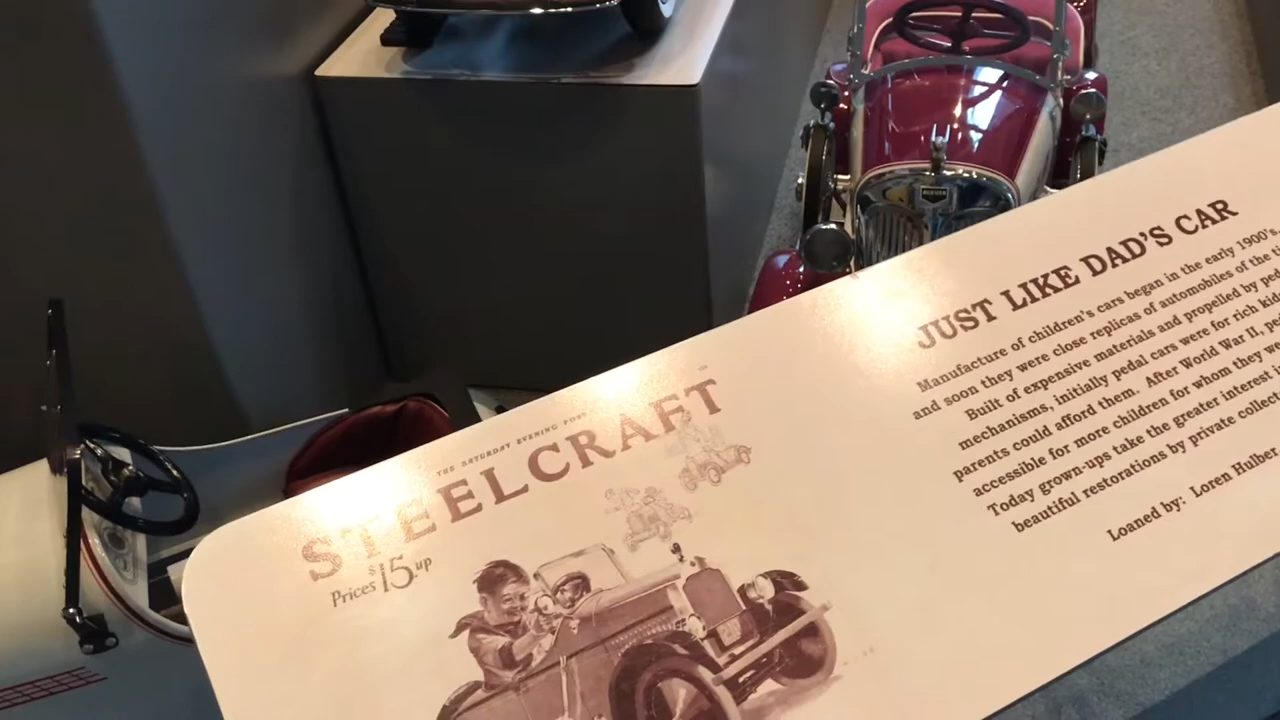 THE SATURDAY EVENING POST
STEELCRAFT
Prices $15.up
JUST LIKE DAD'S CAR
Manufacture of children's cars began in the early 1900's,
and soon they were close replicas of automobiles of the
Built of expensive materials and propelled by
mechanisms, initially pedal cars were for rich
parents could afford them. After World War II,
accessible for more children for whom they
Today grown-ups take the greater interest
beautiful restorations by private
Loaned by: Loren Hulber